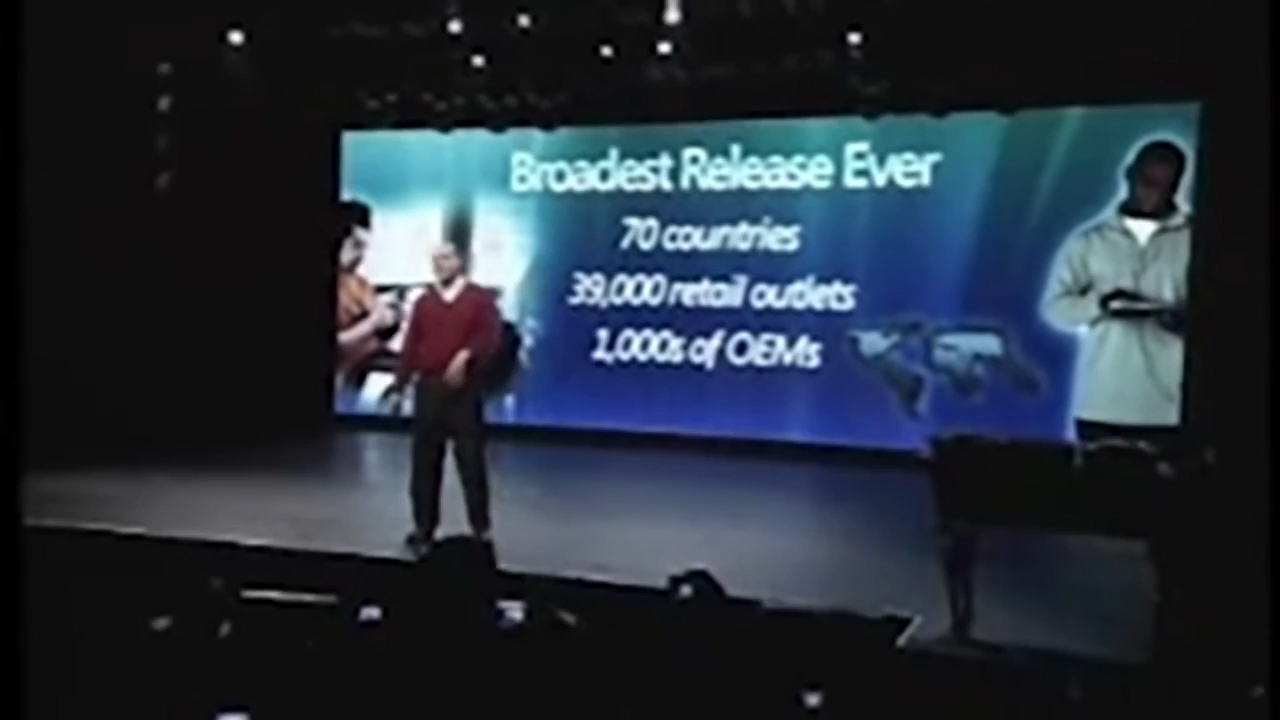 Broadest Release Ever
70 countries
39,000 retail outlets
1,000s of OEMs